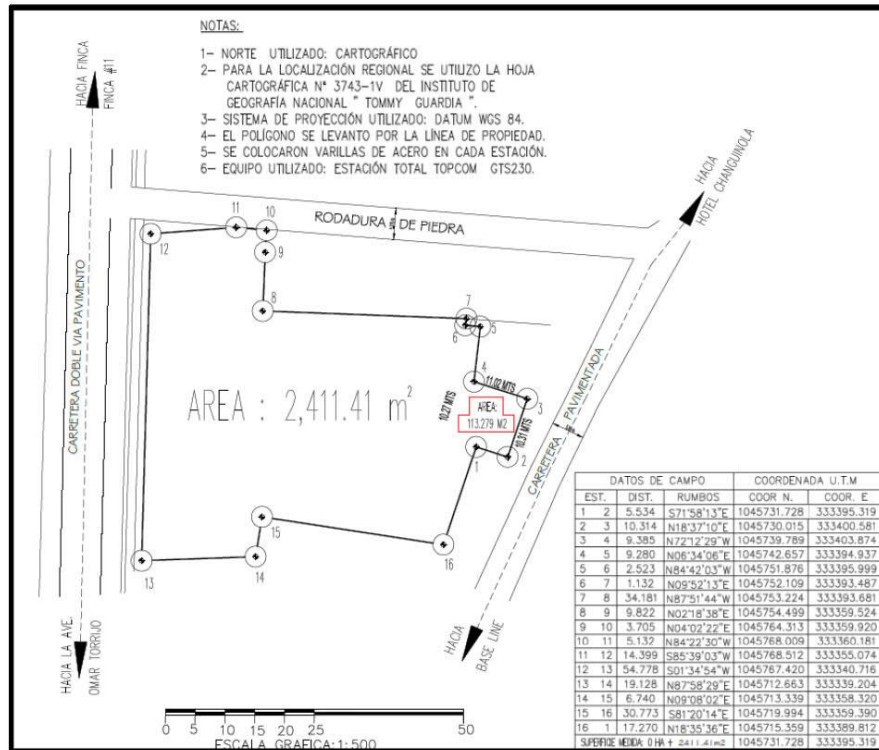 NOTAS:
1- NORTE UTILIZADO: CARTOGRÁFICO
2- PARA LA LOCALIZACIÓN REGIONAL SE UTILIZO LA HOJA
CARTOGRÁFICA N° 3743-1V DEL INSTITUTO DE
GEOGRAFÍA NACIONAL " TOMMY GUARDIA ".
3- SISTEMA DE PROYECCIÓN UTILIZADO: DATUM WGS 84.
4- EL POLÍGONO SE LEVANTO POR LA LÍNEA DE PROPIEDAD.
5- SE COLOCARON VARILLAS DE ACERO EN CADA ESTACIÓN.
6- EQUIPO UTILIZADO: ESTACIÓN TOTAL TOPCOM GTS230.
HACIA FINCA
FINCA #11
HACIA
HOTEL CHANGUINOLA
RODADURA DE PIEDRA
CARRETERA DOBLE VIA PAVIMENTO
CARRETERA PAVIMENTADA
11
10
12
9
8
7
6
5
4
3
2
1
16
15
14
13
11.02 MTS
10.27 MTS
10.31 MTS
AREA:
113.279 M2
AREA : 2,411.41 m²
HACIA LA AVE.
OMAR TORRIJO
HACIA
BASE LINE
0 5 10 15 20 25 50
ESCALA GRAFICA: 1: 500
DATOS DE CAMPO COORDENADA U.T.M
EST. DIST. RUMBOS COOR N. COOR. E
1 2 5.534 S71°58'13"E 1045731.728 333395.319
2 3 10.314 N18°37'10"E 1045730.015 333400.581
3 4 9.385 N72°12'29"W 1045739.789 333403.874
4 5 9.280 N06°34'06"E 1045742.657 333394.937
5 6 2.523 N84°42'03"W 1045751.876 333395.999
6 7 1.132 N09°52'13"E 1045752.109 333393.487
7 8 34.181 N87°51'44"W 1045753.224 333393.681
8 9 9.822 N02°18'38"E 1045754.499 333359.524
9 10 3.705 N04°02'22"E 1045764.313 333359.920
10 11 5.132 N84°22'30"W 1045768.009 333360.181
11 12 14.399 S85°39'03"W 1045768.512 333355.074
12 13 54.778 S01°34'54"W 1045767.420 333340.716
13 14 19.128 N87°58'29"E 1045712.663 333339.204
14 15 6.740 N09°08'02"E 1045713.339 333358.320
15 16 30.773 S81°20'14"E 1045719.994 333359.390
16 1 17.270 N18°35'36"E 1045715.359 333389.812
SUPERFICIE MEDIDA: 0 HA + 2411.41m2 1045731.728 333395.319